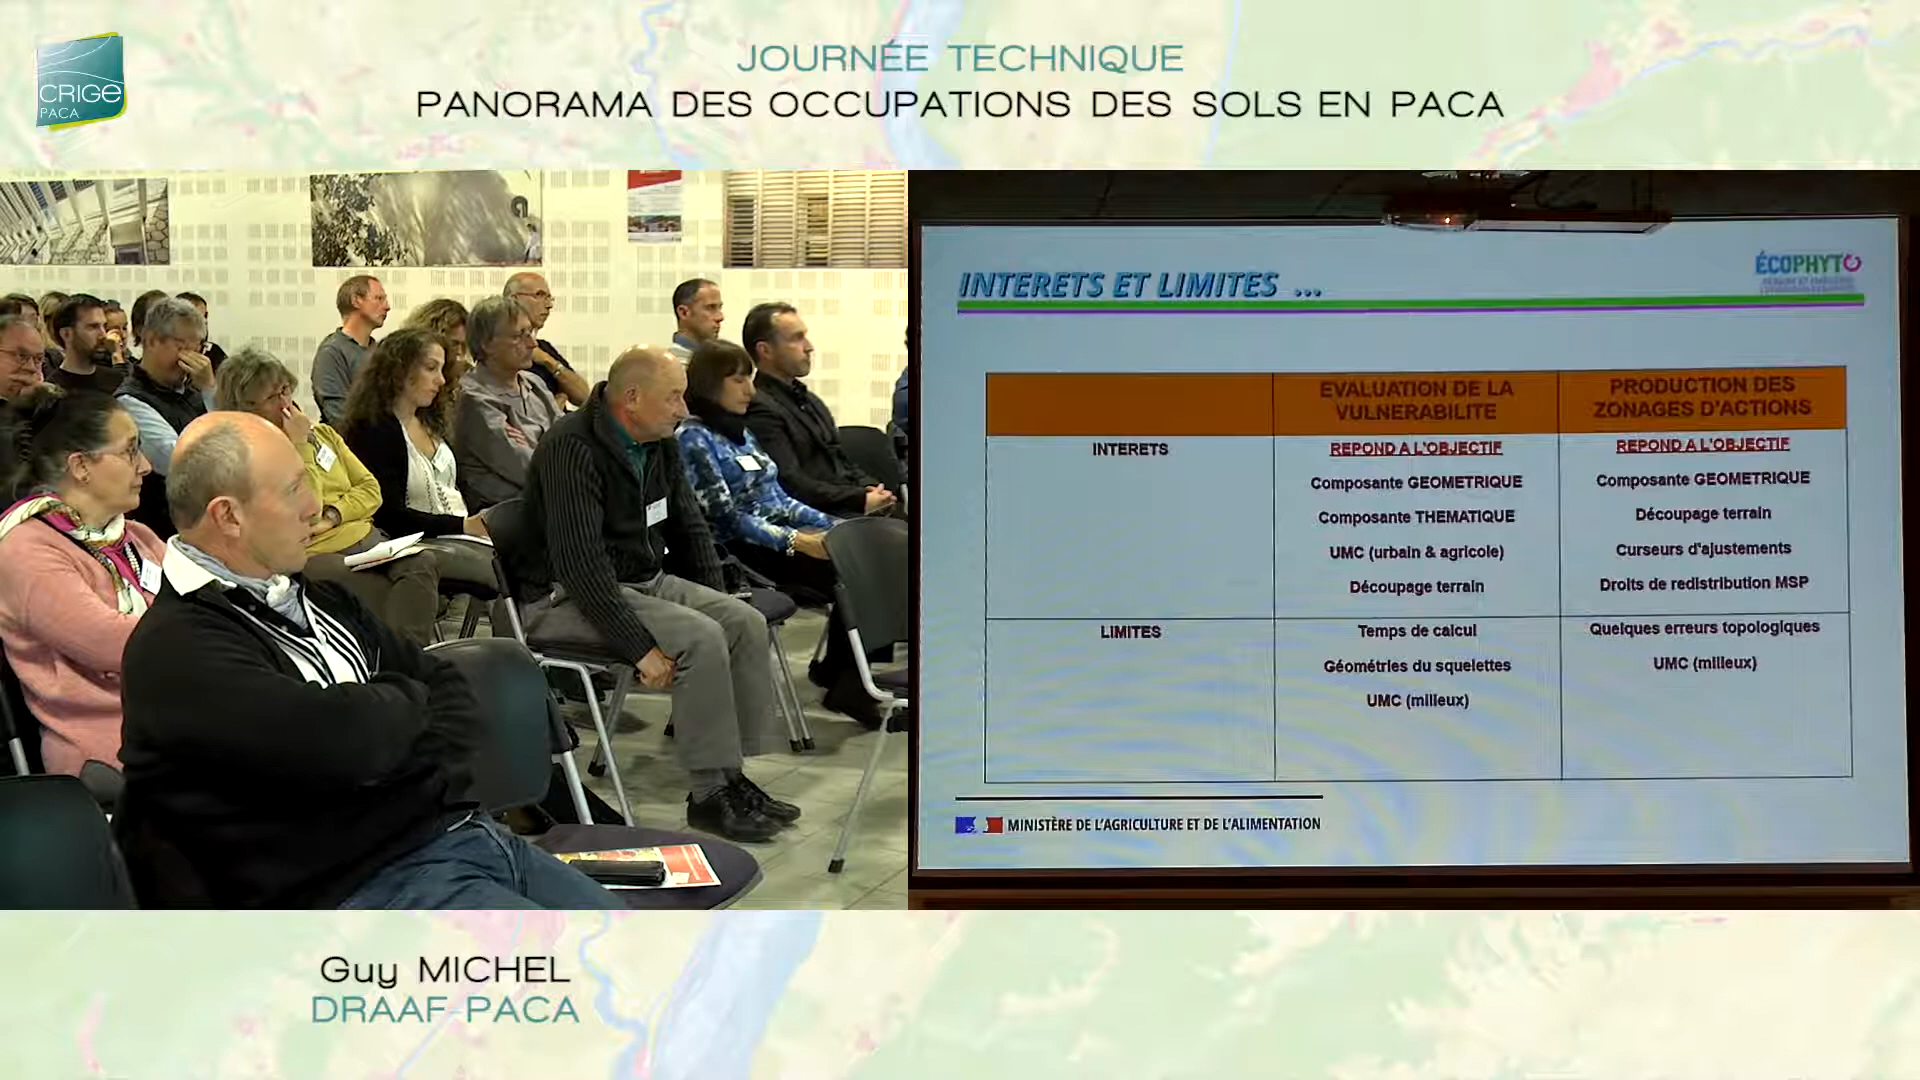 JOURNÉE TECHNIQUE
PANORAMA DES OCCUPATIONS DES SOLS EN PACA
CRIGe
PACA
INTERETS ET LIMITES ...
ÉCOPHYTO
EVALUATION DE LA
VULNERABILITE
PRODUCTION DES
ZONAGES D'ACTIONS
INTERETS
REPOND A L'OBJECTIF
Composante GEOMETRIQUE
Composante THEMATIQUE
UMC (urbain & agricole)
Découpage terrain
REPOND A L'OBJECTIF
Composante GEOMETRIQUE
Découpage terrain
Curseurs d'ajustements
Droits de redistribution MSP
LIMITES
Temps de calcul
Géométries du squelettes
UMC (milieux)
Quelques erreurs topologiques
UMC (milieux)
MINISTÈRE DE L'AGRICULTURE ET DE L'ALIMENTATION
Guy MICHEL
DRAAF-PACA